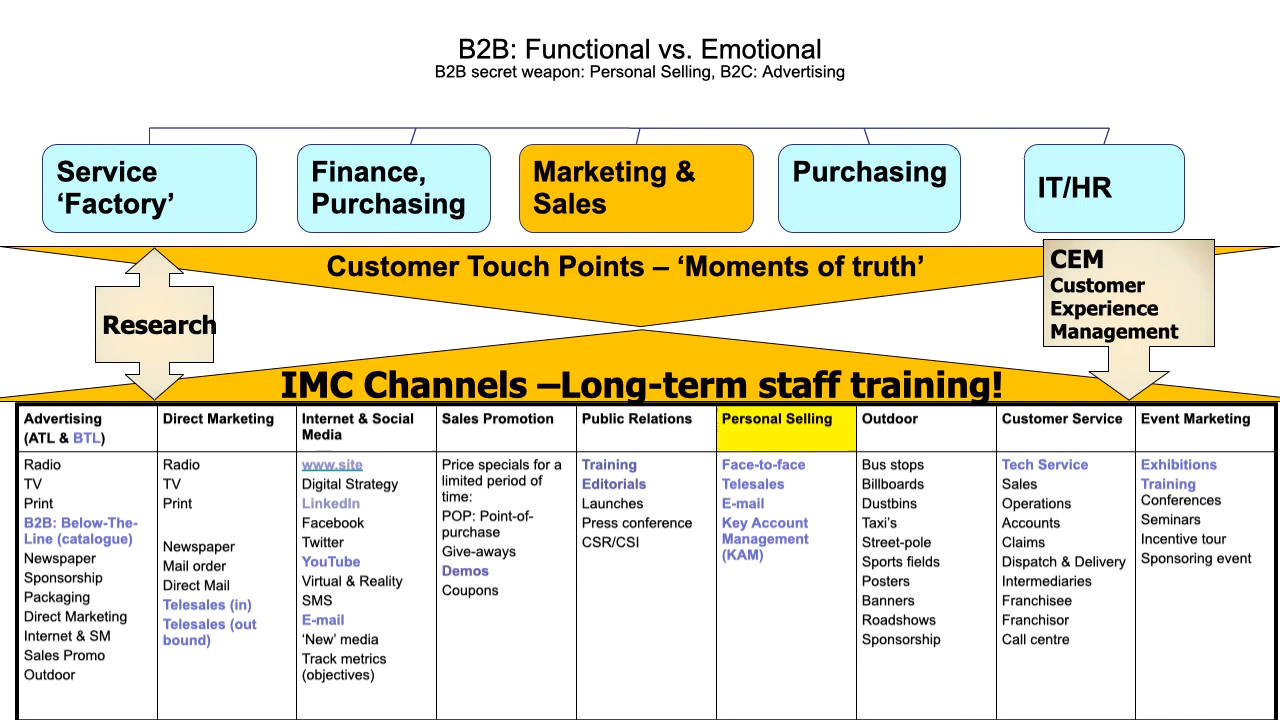 B2B: Functional vs. Emotional
B2B secret weapon: Personal Selling, B2C: Advertising
Service
‘Factory’
Finance,
Purchasing
Marketing &
Sales
Purchasing
IT/HR
Customer Touch Points – ‘Moments of truth’
CEM
Customer
Experience
Management
Research
IMC Channels –Long-term staff training!
Advertising
(ATL & BTL)
Direct Marketing
Internet & Social
Media
Sales Promotion
Public Relations
Personal Selling
Outdoor
Customer Service
Event Marketing
Radio
TV
Print
B2B: Below-The-
Line (catalogue)
Newspaper
Sponsorship
Packaging
Direct Marketing
Internet & SM
Sales Promo
Outdoor
Radio
TV
Print
Newspaper
Mail order
Direct Mail
Telesales (in)
Telesales (out
bound)
www.site
Digital Strategy
LinkedIn
Facebook
Twitter
YouTube
Virtual & Reality
SMS
E-mail
‘New’ media
Track metrics
(objectives)
Price specials for a
limited period of
time:
POP: Point-of-
purchase
Give-aways
Demos
Coupons
Training
Editorials
Launches
Press conference
CSR/CSI
Face-to-face
Telesales
E-mail
Key Account
Management
(KAM)
Bus stops
Billboards
Dustbins
Taxi’s
Street-pole
Sports fields
Posters
Banners
Roadshows
Sponsorship
Tech Service
Sales
Operations
Accounts
Claims
Dispatch & Delivery
Intermediaries
Franchisee
Franchisor
Call centre
Exhibitions
Training
Conferences
Seminars
Incentive tour
Sponsoring event